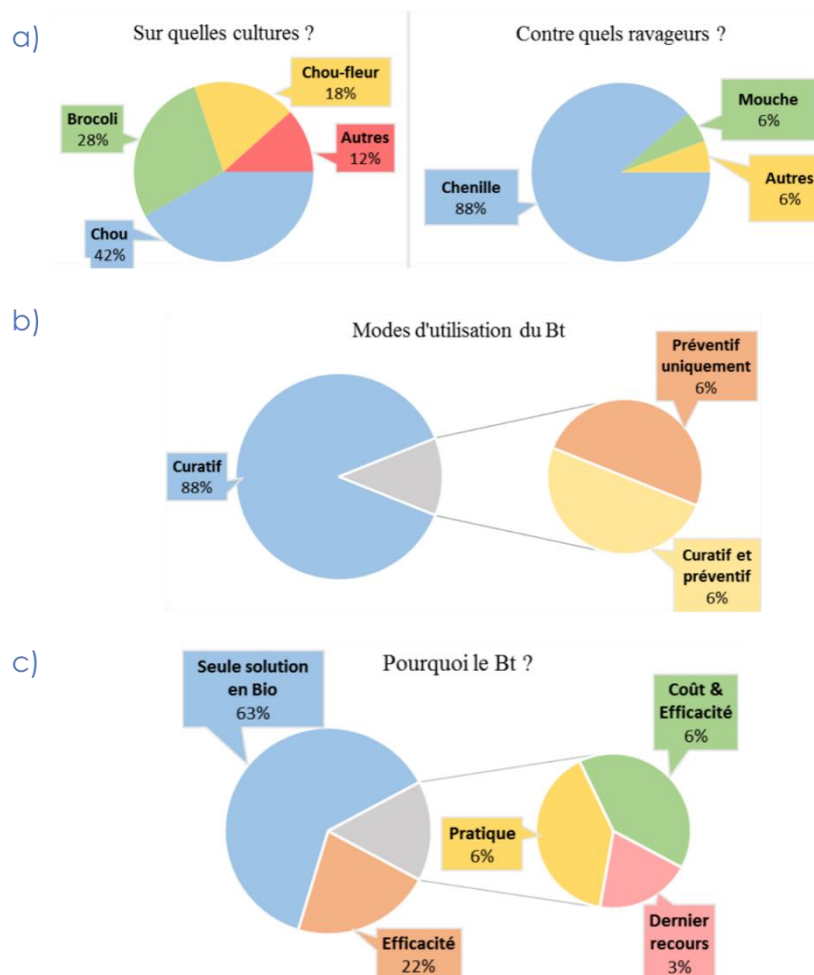 a)
Sur quelles cultures ?
Chou-fleur
18%
Brocoli
28%
Autres
12%
Chou
42%
Contre quels ravageurs ?
Mouche
6%
Chenille
88%
Autres
6%
b)
Modes d'utilisation du Bt
Préventif
uniquement
6%
Curatif
88%
Curatif et
préventif
6%
c)
Pourquoi le Bt ?
Seule solution
en Bio
63%
Coût &
Efficacité
6%
Pratique
6%
Efficacité
22%
Dernier
recours
3%